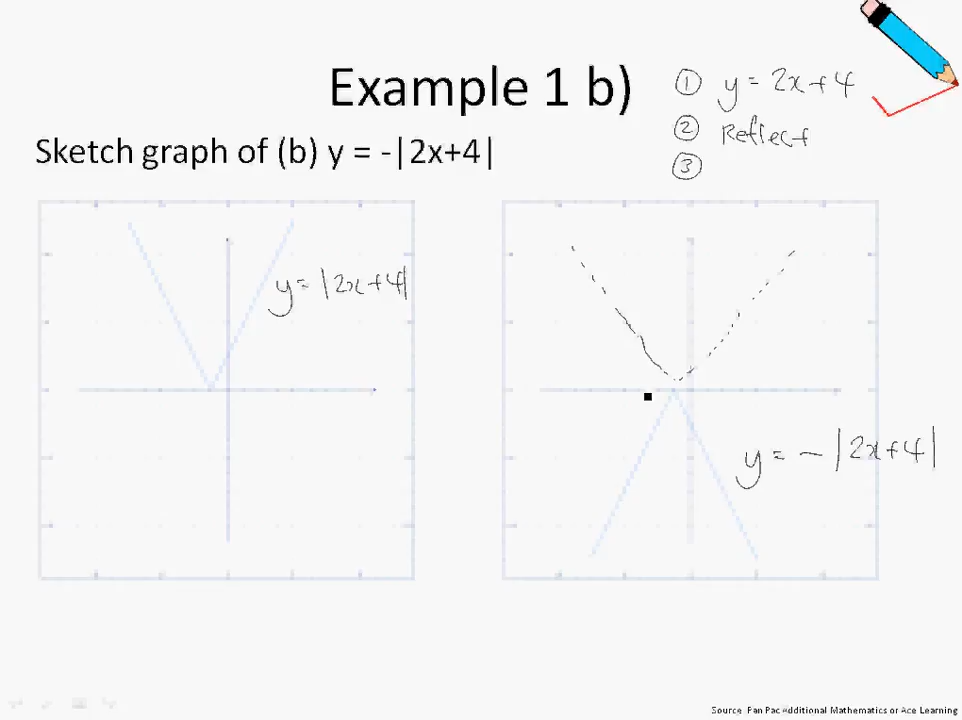 Example 1 b)
① y = 2x+4
② Reflect
③
Sketch graph of (b) y = -|2x+4|
y = |2x+4|
y = - |2x+4|
Source Pan Pac Additional Mathematics or Ace Learning